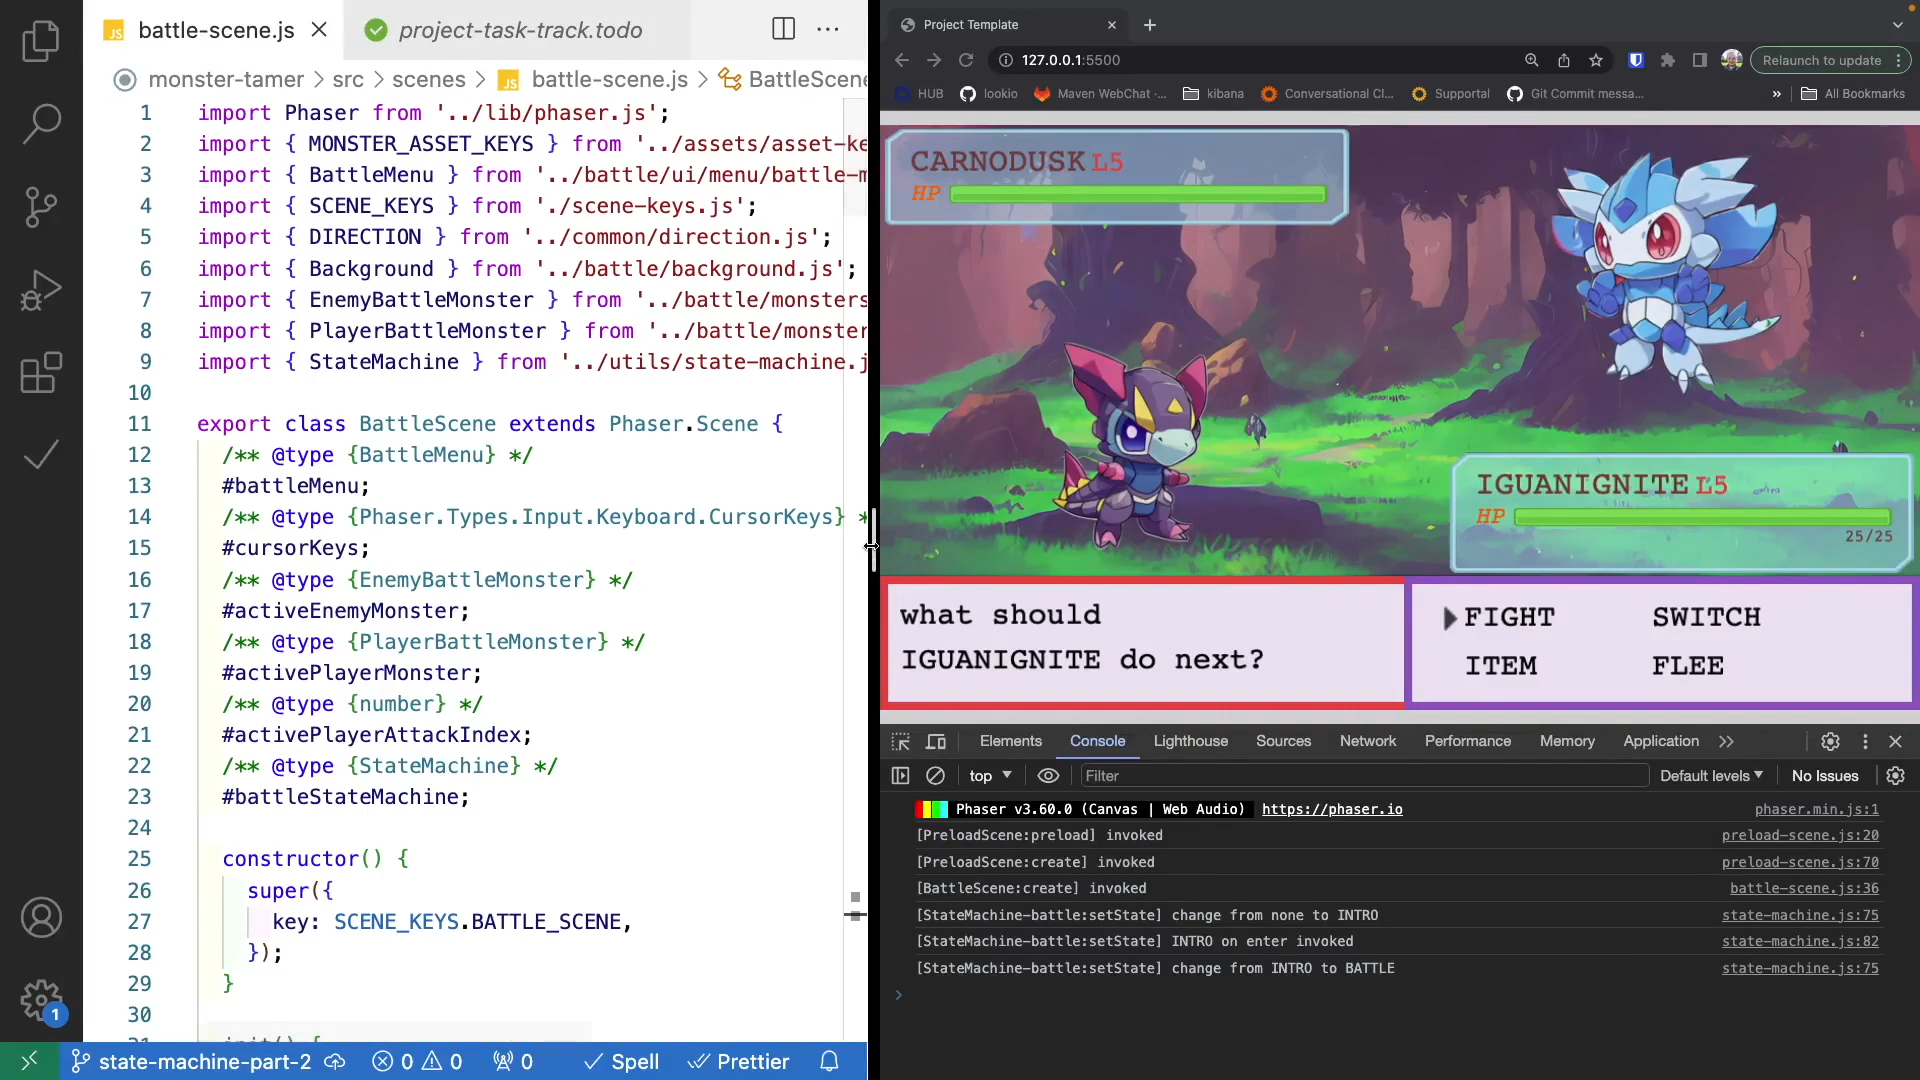 battle-scene.js
project-task-track.todo
monster-tamer > src > scenes > battle-scene.js > BattleScene
1 import Phaser from '../lib/phaser.js';
2 import { MONSTER_ASSET_KEYS } from '../assets/asset-ke
3 import { BattleMenu } from '../battle/ui/menu/battle-m
4 import { SCENE_KEYS } from './scene-keys.js';
5 import { DIRECTION } from '../common/direction.js';
6 import { Background } from '../battle/background.js';
7 import { EnemyBattleMonster } from '../battle/monsters
8 import { PlayerBattleMonster } from '../battle/monster
9 import { StateMachine } from '../utils/state-machine.j
10
11 export class BattleScene extends Phaser.Scene {
12 /** @type {BattleMenu} */
13 #battleMenu;
14 /** @type {Phaser.Types.Input.Keyboard.CursorKeys} *
15 #cursorKeys;
16 /** @type {EnemyBattleMonster} */
17 #activeEnemyMonster;
18 /** @type {PlayerBattleMonster} */
19 #activePlayerMonster;
20 /** @type {number} */
21 #activePlayerAttackIndex;
22 /** @type {StateMachine} */
23 #battleStateMachine;
24
25 constructor() {
26 super({
27 key: SCENE_KEYS.BATTLE_SCENE,
28 });
29 }
30
1
state-machine-part-2 0 0 0 Spell Prettier
Project Template
127.0.0.1:5500
Relaunch to update
HUB lookio Maven WebChat -... kibana Conversational Cl... Supportal Git Commit messa... » All Bookmarks
CARNODUSK L5
HP
IGUANIGNITE L5
HP
25/25
what should
IGUANIGNITE do next?
FIGHT SWITCH
ITEM FLEE
Elements Console Lighthouse Sources Network Performance Memory Application
top Filter Default levels No Issues
Phaser v3.60.0 (Canvas | Web Audio) https://phaser.io phaser.min.js:1
[PreloadScene:preload] invoked preload-scene.js:20
[PreloadScene:create] invoked preload-scene.js:70
[BattleScene:create] invoked battle-scene.js:36
[StateMachine-battle:setState] change from none to INTRO state-machine.js:75
[StateMachine-battle:setState] INTRO on enter invoked state-machine.js:82
[StateMachine-battle:setState] change from INTRO to BATTLE state-machine.js:75